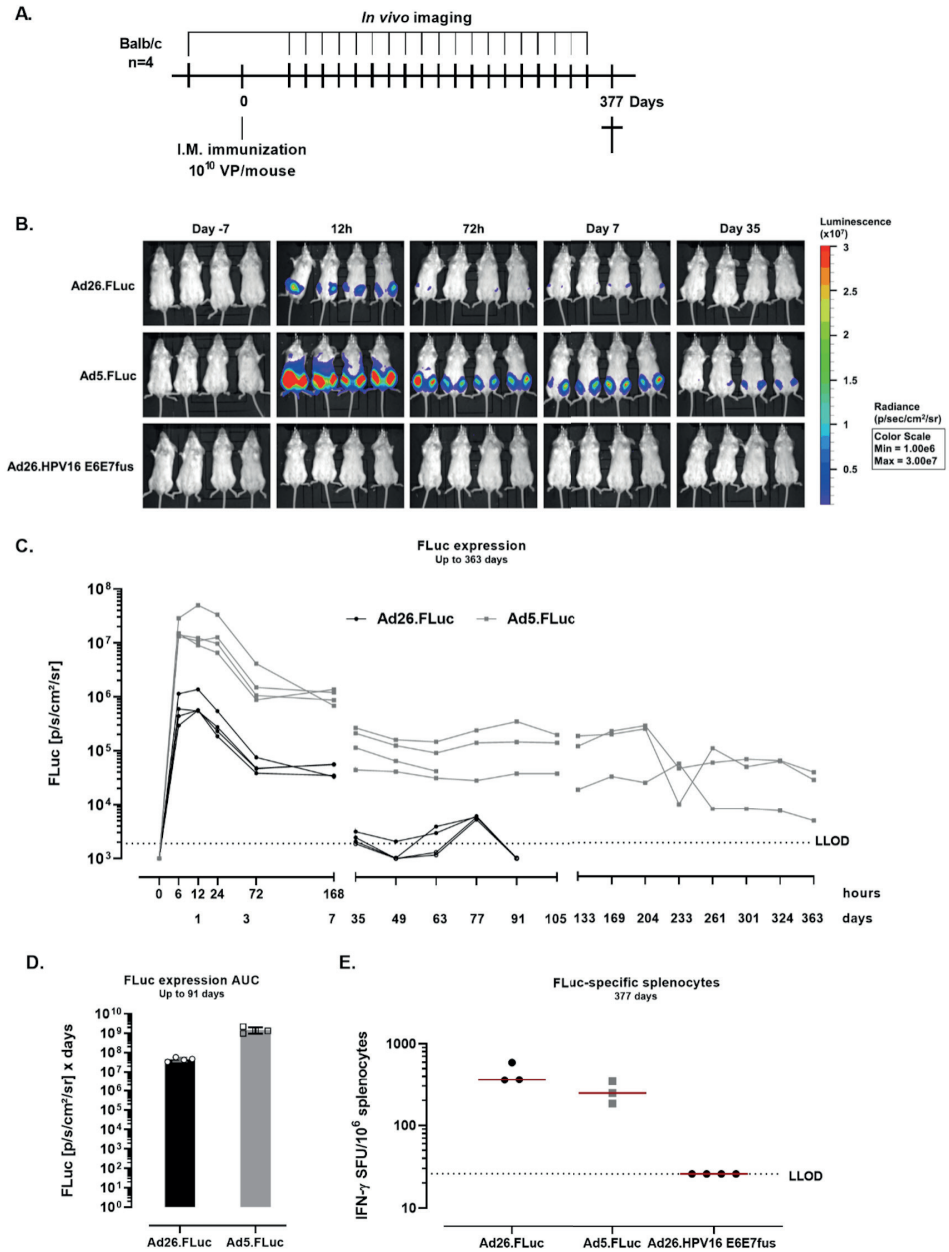 A.
In vivo imaging
Balb/c
n=4
0
377 Days
I.M. immunization
10¹⁰ VP/mouse
B.
Day -7 12h 72h Day 7 Day 35
Luminescence
(x10⁷)
Ad26.FLuc
Ad5.FLuc
Ad26.HPV16 E6E7fus
3
2.5
2
1.5
1
0.5
Radiance
(p/sec/cm²/sr)
Color Scale
Min = 1.00e6
Max = 3.00e7
C.
FLuc expression
Up to 363 days
Ad26.FLuc Ad5.FLuc
FLuc [p/s/cm²/sr]
10⁸
10⁷
10⁶
10⁵
10⁴
10³
LLOD
0 6 12 24 72 168 hours
1 3 7 35 49 63 77 91 105 133 169 204 233 261 301 324 363 days
D.
FLuc expression AUC
Up to 91 days
FLuc [p/s/cm²/sr] x days
10¹⁰
10⁹
10⁸
10⁷
10⁶
10⁵
10⁴
10³
10²
10¹
10⁰
Ad26.FLuc Ad5.FLuc
E.
FLuc-specific splenocytes
377 days
IFN-γ SFU/10⁶ splenocytes
1000
100
10
LLOD
Ad26.FLuc Ad5.FLuc Ad26.HPV16 E6E7fus